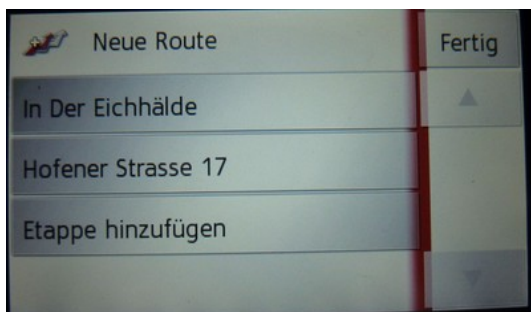 Neue Route
Fertig
In Der Eichhälde
Hofener Strasse 17
Etappe hinzufügen